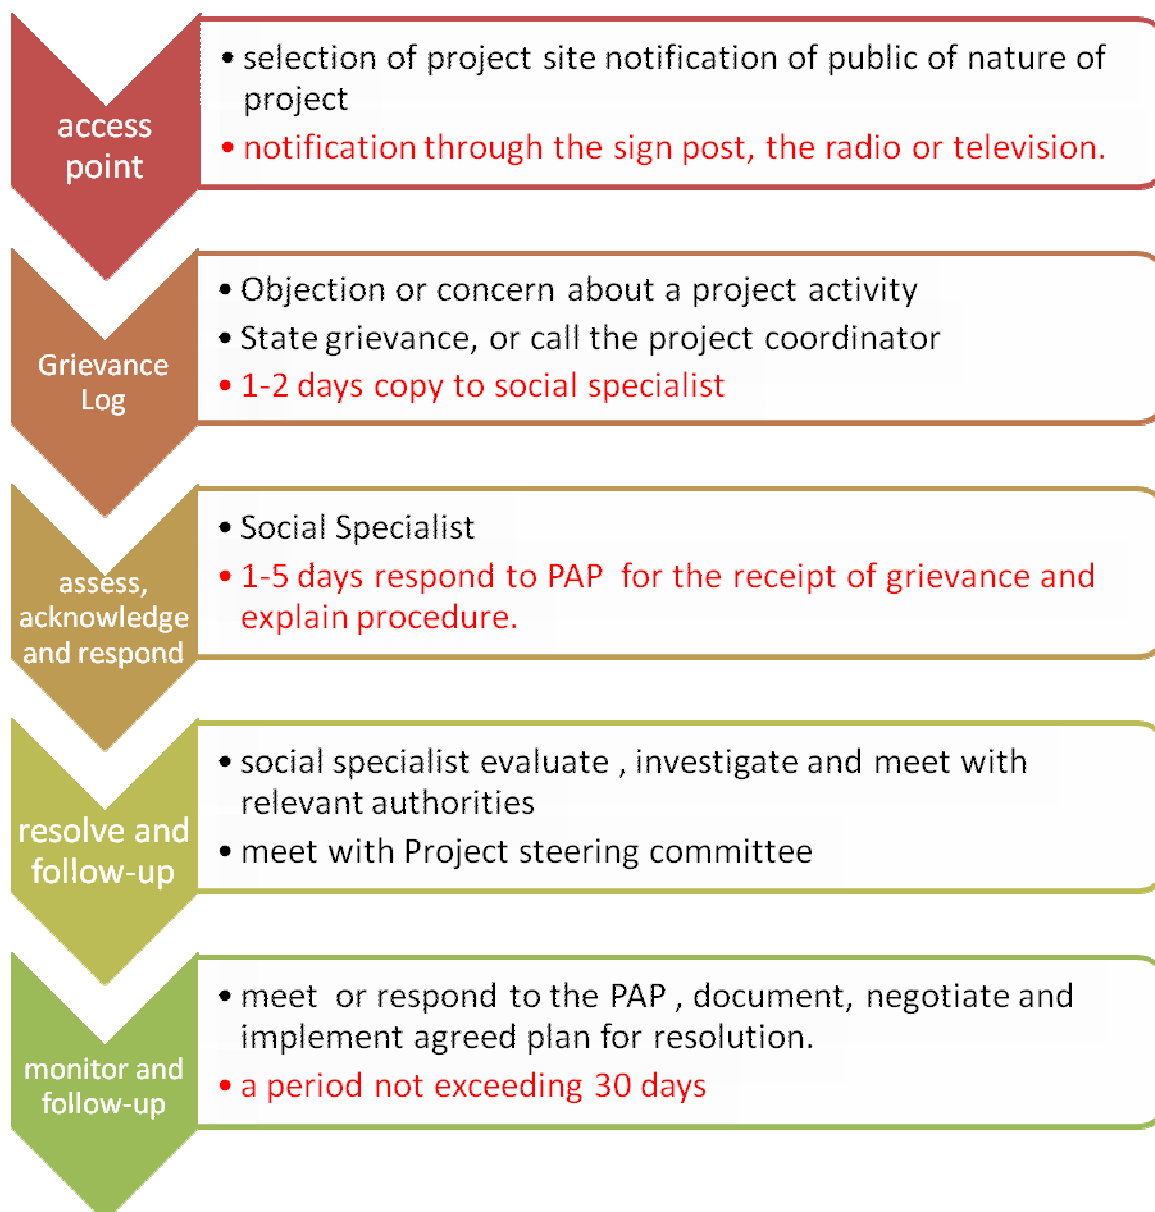 access
point
• selection of project site notification of public of nature of
project
• notification through the sign post, the radio or television.
Grievance
Log
• Objection or concern about a project activity
• State grievance, or call the project coordinator
• 1-2 days copy to social specialist
assess,
acknowledge
and respond
• Social Specialist
• 1-5 days respond to PAP  for the receipt of grievance and
explain procedure.
resolve and
follow-up
• social specialist evaluate , investigate and meet with
relevant authorities
• meet with Project steering committee
monitor and
follow-up
• meet  or respond to the PAP , document, negotiate and
implement agreed plan for resolution.
• a period not exceeding 30 days